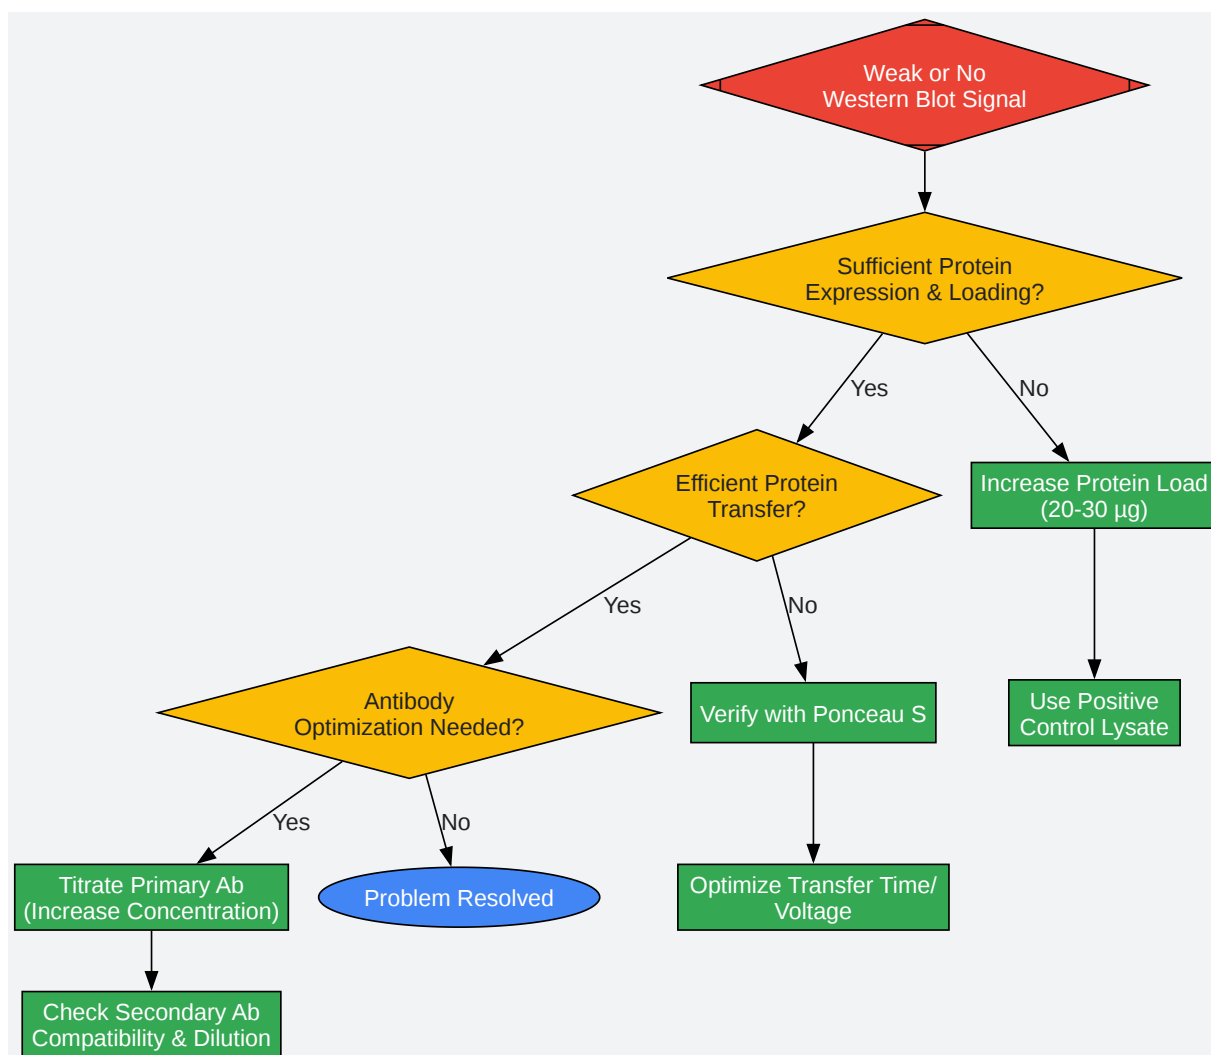 Weak or No
Western Blot Signal
Sufficient Protein
Expression & Loading?
Yes
No
Efficient Protein
Transfer?
Increase Protein Load
(20-30 µg)
Yes
No
Antibody
Optimization Needed?
Verify with Ponceau S
Use Positive
Control Lysate
Yes
No
Titrate Primary Ab
(Increase Concentration)
Problem Resolved
Optimize Transfer Time/
Voltage
Check Secondary Ab
Compatibility & Dilution